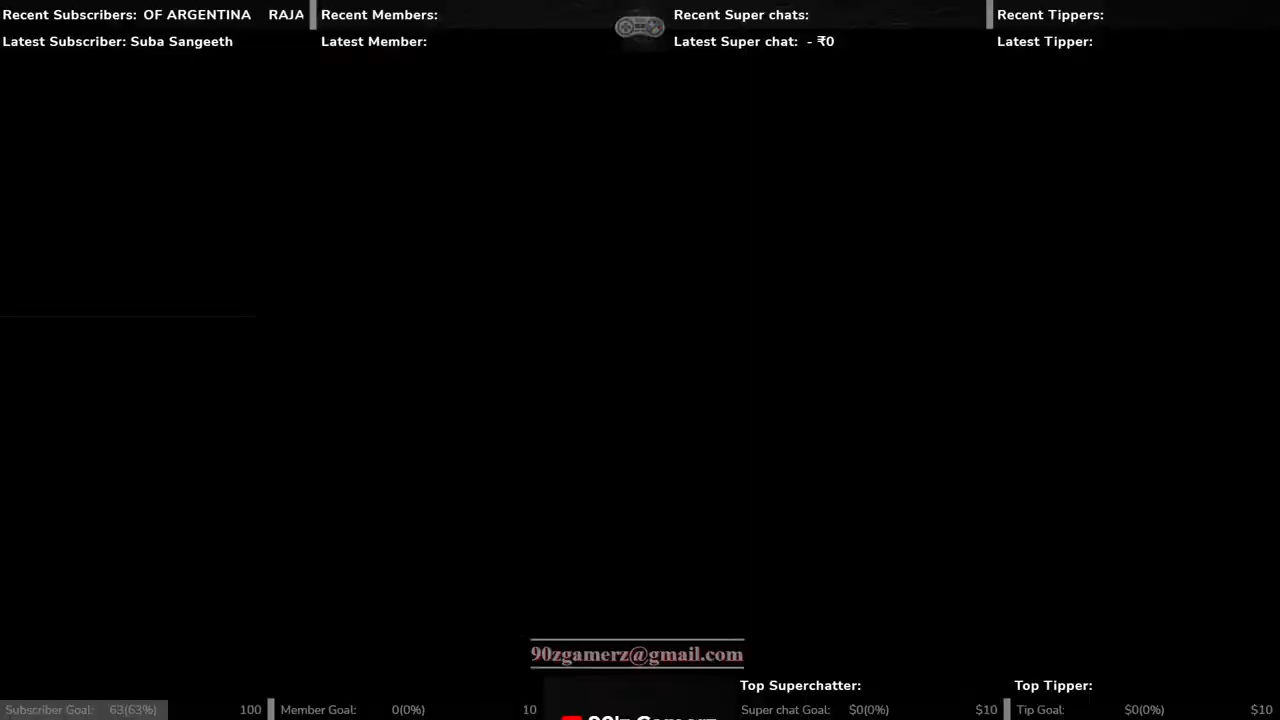 Recent Subscribers: OF ARGENTINA RAJA
Recent Members:
Recent Super chats:
Recent Tippers:
Latest Subscriber: Suba Sangeeth
Latest Member:
Latest Super chat: - ₹0
Latest Tipper:
90zgamerz@gmail.com
Top Superchatter:
Top Tipper:
Subscriber Goal: 63(63%) 100
Member Goal: 0(0%) 10
Super chat Goal: $0(0%) $10
Tip Goal: $0(0%) $10
90'z Gamerz